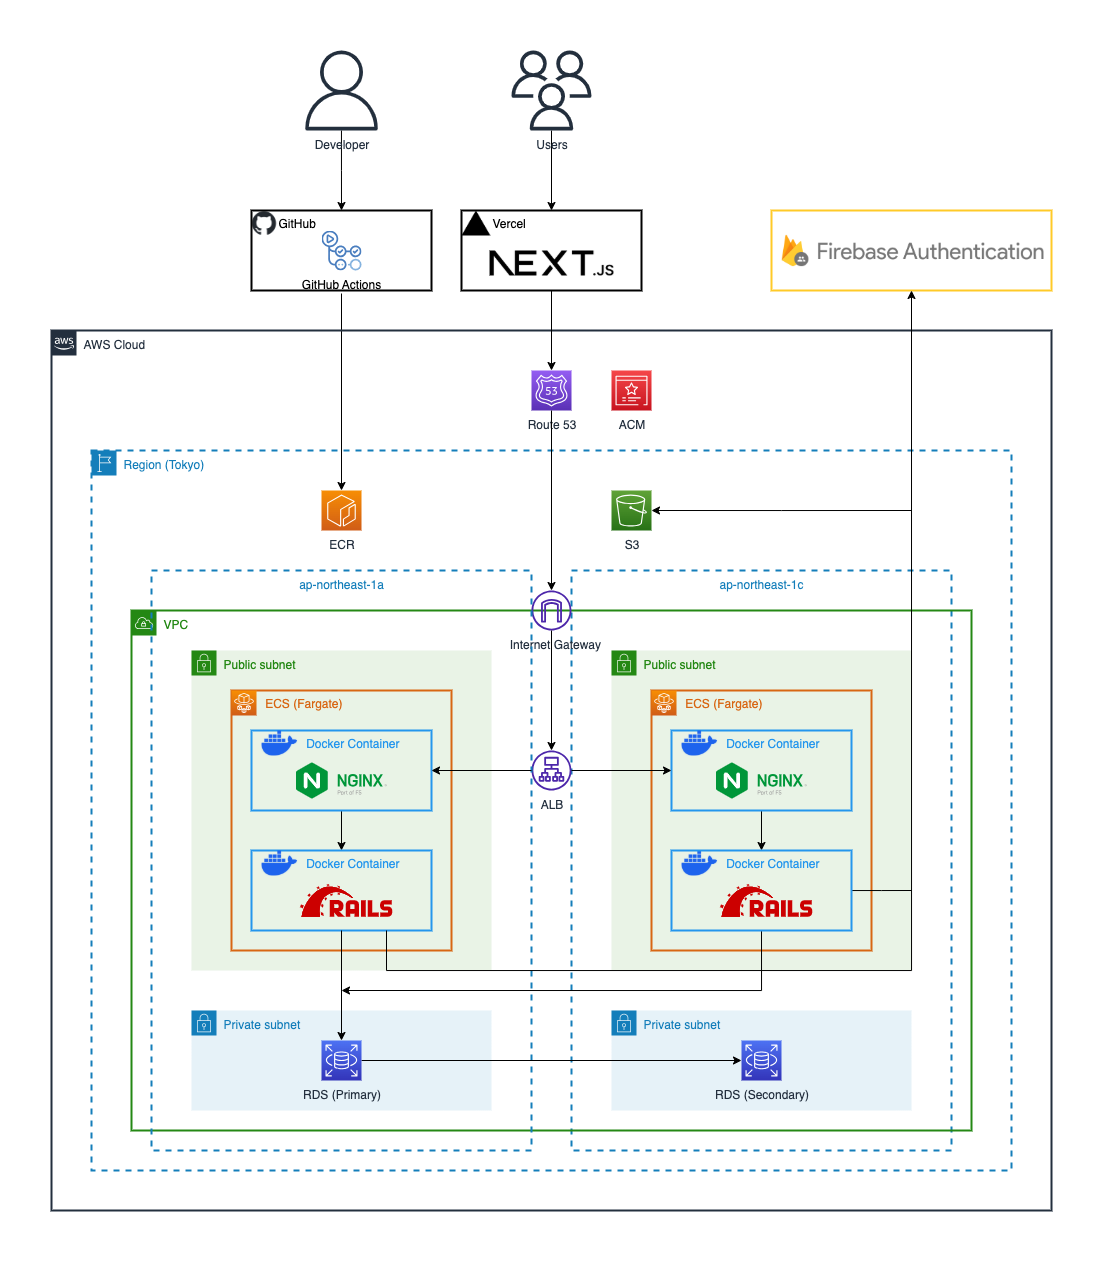 Developer
Users
GitHub
GitHub Actions
Vercel
NEXT.JS
Firebase Authentication
aws
AWS Cloud
53
Route 53
ACM
Region (Tokyo)
ECR
S3
ap-northeast-1a
ap-northeast-1c
VPC
Internet Gateway
Public subnet
Public subnet
ECS (Fargate)
ECS (Fargate)
Docker Container
Docker Container
N NGINX
Part of F5
N NGINX
Part of F5
ALB
Docker Container
Docker Container
RAILS
RAILS
Private subnet
Private subnet
RDS (Primary)
RDS (Secondary)